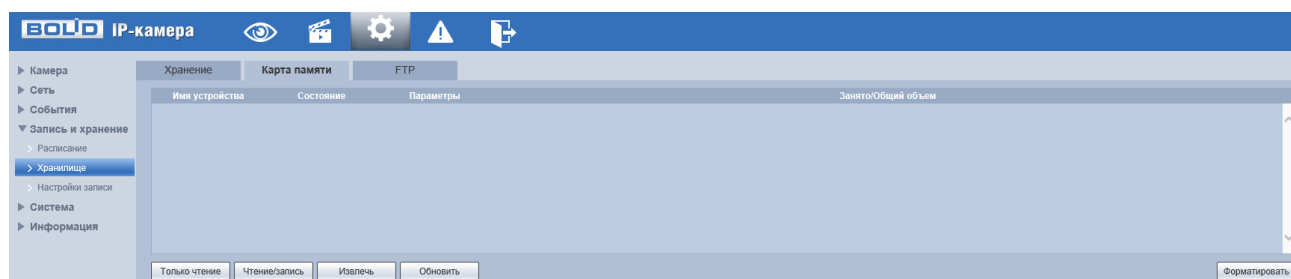 BOLID IP-камера
Камера
Сеть
События
Запись и хранение
Расписание
Хранилище
Настройки записи
Система
Информация
Хранение Карта памяти FTP
Имя устройства Состояние Параметры Занято/Общий объем
Только чтение Чтение/запись Извлечь Обновить Форматировать